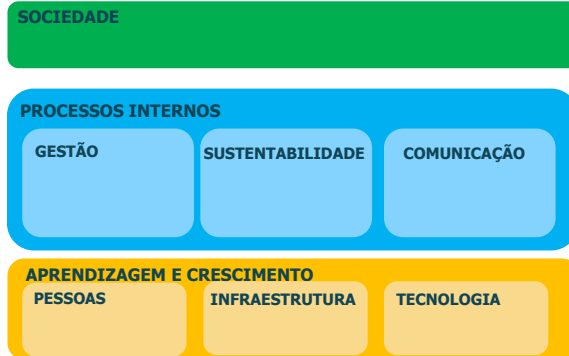 SOCIEDADE
PROCESSOS INTERNOS
GESTÃO
SUSTENTABILIDADE
COMUNICAÇÃO
APRENDIZAGEM E CRESCIMENTO
PESSOAS
INFRAESTRUTURA
TECNOLOGIA